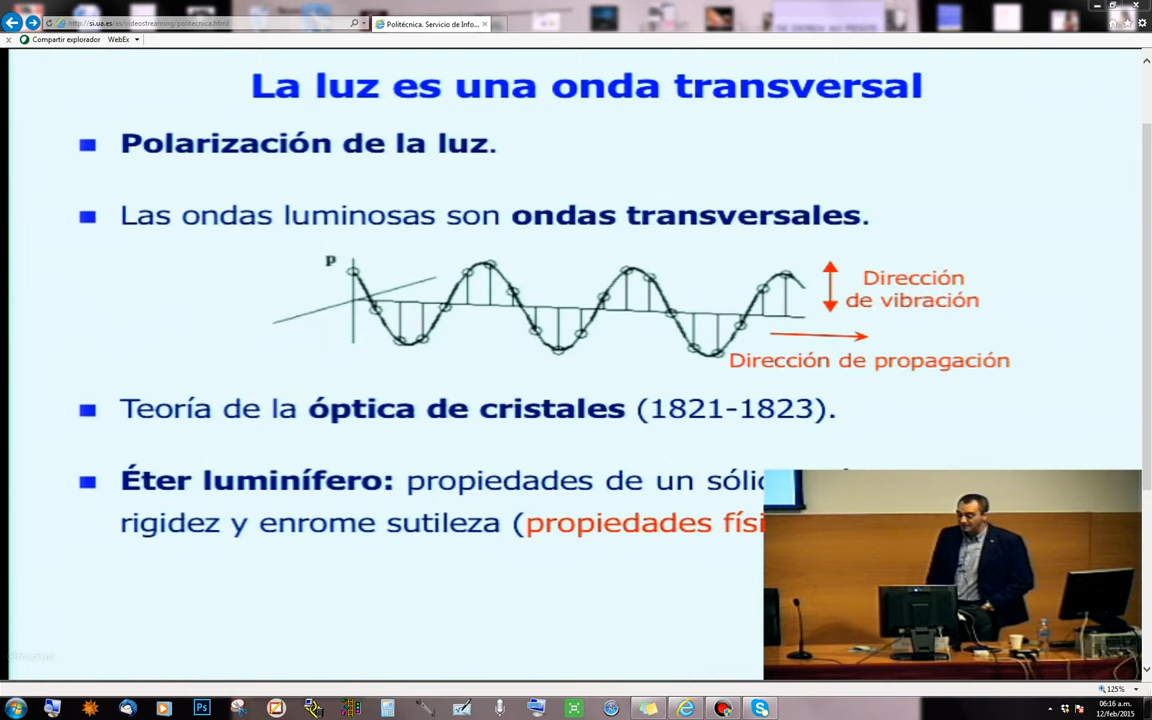 http://si.ua.es/es/videostreaming/politecnica.html
Politécnica. Servicio de Info...
Compartir explorador WebEx
La luz es una onda transversal
Polarización de la luz.
Las ondas luminosas son ondas transversales.
P
Dirección
de vibración
Dirección de propagación
Teoría de la óptica de cristales (1821-1823).
Éter luminífero: propiedades de un sólid
rigidez y enrome sutileza (propiedades físi
125%
Ps
06:16 a.m.
12/feb/2015